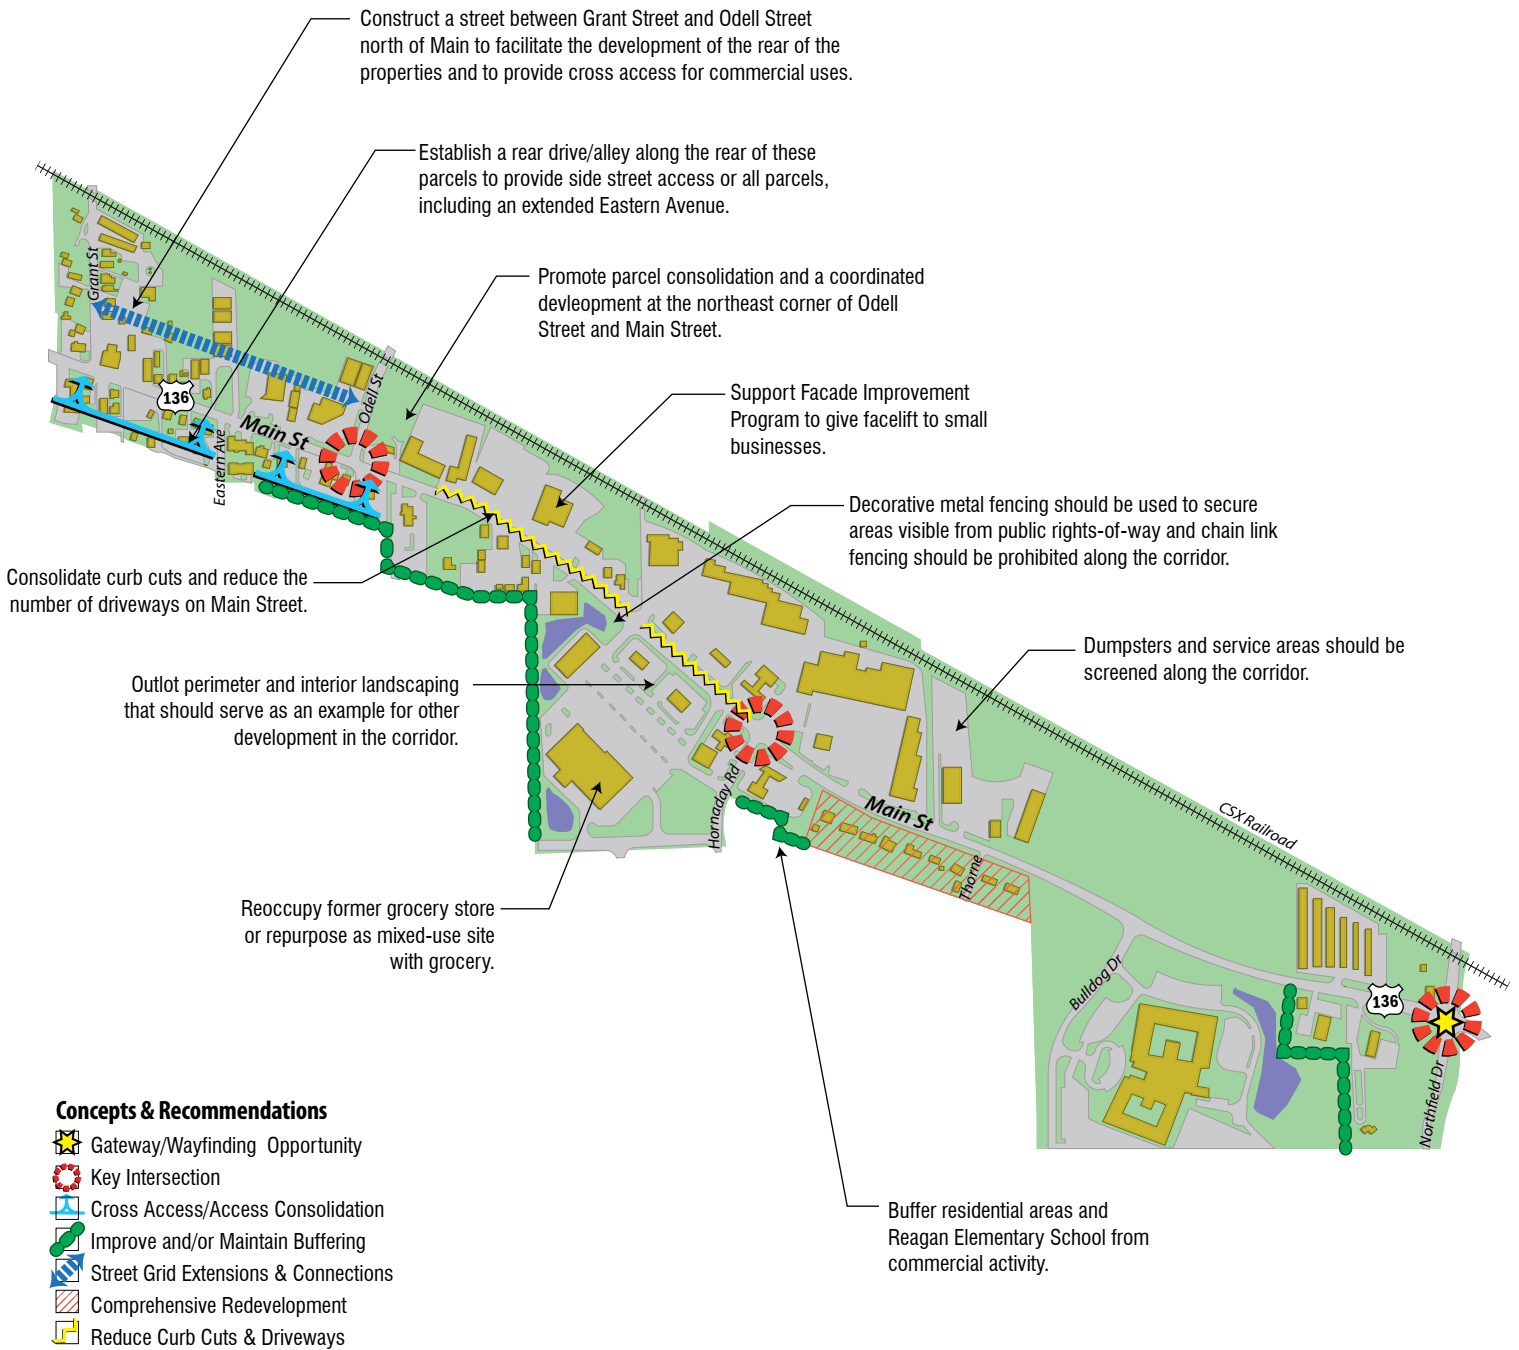 Construct a street between Grant Street and Odell Street
north of Main to facilitate the development of the rear of the
properties and to provide cross access for commercial uses.
Establish a rear drive/alley along the rear of these
parcels to provide side street access or all parcels,
including an extended Eastern Avenue.
Promote parcel consolidation and a coordinated
devleopment at the northeast corner of Odell
Street and Main Street.
Support Facade Improvement
Program to give facelift to small
businesses.
Decorative metal fencing should be used to secure
areas visible from public rights-of-way and chain link
fencing should be prohibited along the corridor.
Dumpsters and service areas should be
screened along the corridor.
Grant St
136
Odell St
Main St
Eastern Ave
Consolidate curb cuts and reduce the
number of driveways on Main Street.
Outlot perimeter and interior landscaping
that should serve as an example for other
development in the corridor.
Reoccupy former grocery store
or repurpose as mixed-use site
with grocery.
Hornaday Rd
Main St
Thorne
CSX Railroad
Bulldog Dr
136
Northfield Dr
Buffer residential areas and
Reagan Elementary School from
commercial activity.
Concepts & Recommendations
Gateway/Wayfinding Opportunity
Key Intersection
Cross Access/Access Consolidation
Improve and/or Maintain Buffering
Street Grid Extensions & Connections
Comprehensive Redevelopment
Reduce Curb Cuts & Driveways